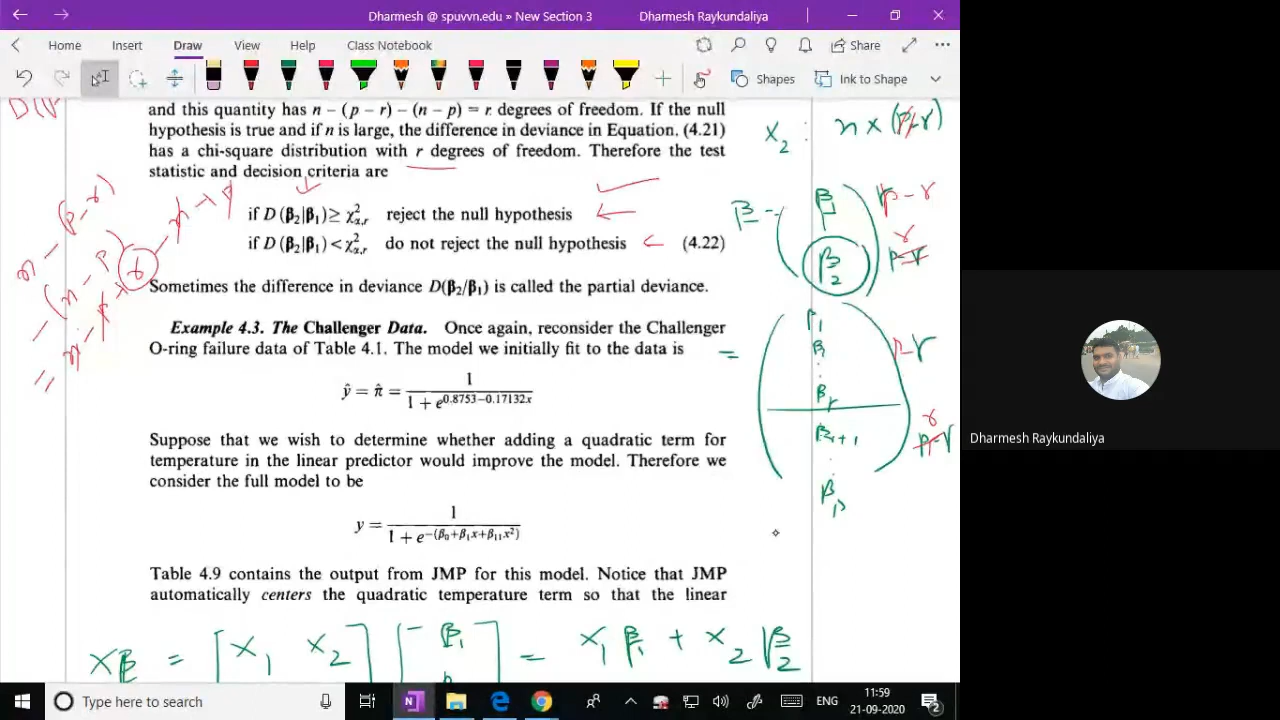 Dharmesh @ spuvvn.edu » New Section 3
Dharmesh Raykundaliya
Home Insert Draw View Help Class Notebook
Share
Shapes
Ink to Shape
and this quantity has n − (p − r) − (n − p) = r degrees of freedom. If the null
hypothesis is true and if n is large, the difference in deviance in Equation. (4.21)
has a chi-square distribution with r degrees of freedom. Therefore the test
statistic and decision criteria are
if D(β₂|β₁) ≥ χ²α,r reject the null hypothesis
if D(β₂|β₁) < χ²α,r do not reject the null hypothesis (4.22)
Sometimes the difference in deviance D(β₂/β₁) is called the partial deviance.
Example 4.3. The Challenger Data. Once again, reconsider the Challenger
O-ring failure data of Table 4.1. The model we initially fit to the data is
ŷ = π̂ = 1 / 1 + e^0.8753−0.17132x
Suppose that we wish to determine whether adding a quadratic term for
temperature in the linear predictor would improve the model. Therefore we
consider the full model to be
y = 1 / 1 + e^−(β₀+β₁x+β₁₁x²)
Table 4.9 contains the output from JMP for this model. Notice that JMP
automatically centers the quadratic temperature term so that the linear
X₂ : n × (p-r)
β = β₁ p-r
β₂ r
= β₁ p-r
β₂
βr
βr+1 r
βp
Xβ = [X₁ X₂] [β₁ = X₁β₁ + X₂β₂
Dharmesh Raykundaliya
Type here to search
ENG
11:59
21-09-2020
2